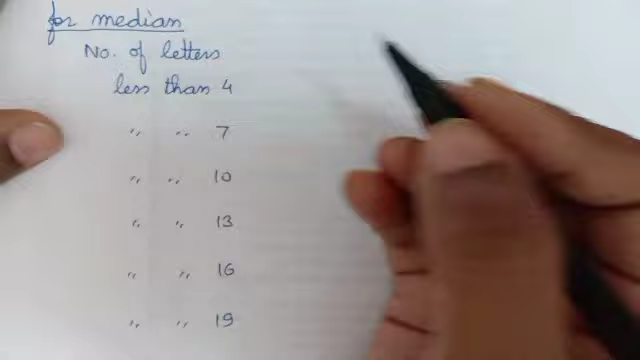 for median
No. of letters
less than 4
" " 7
" " 10
" " 13
" " 16
" " 19